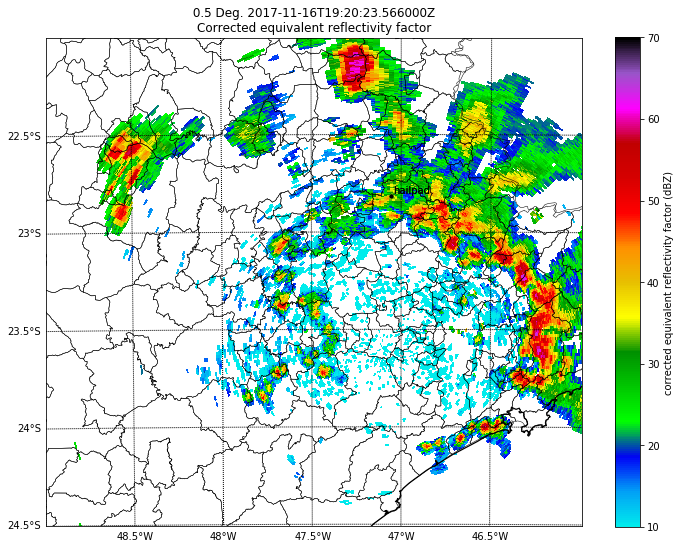 0.5 Deg. 2017-11-16T19:20:23.566000Z
Corrected equivalent reflectivity factor
22.5°S
23°S
23.5°S
24°S
24.5°S
48.5°W
48°W
47.5°W
47°W
46.5°W
70
60
50
40
30
20
10
corrected equivalent reflectivity factor (dBZ)